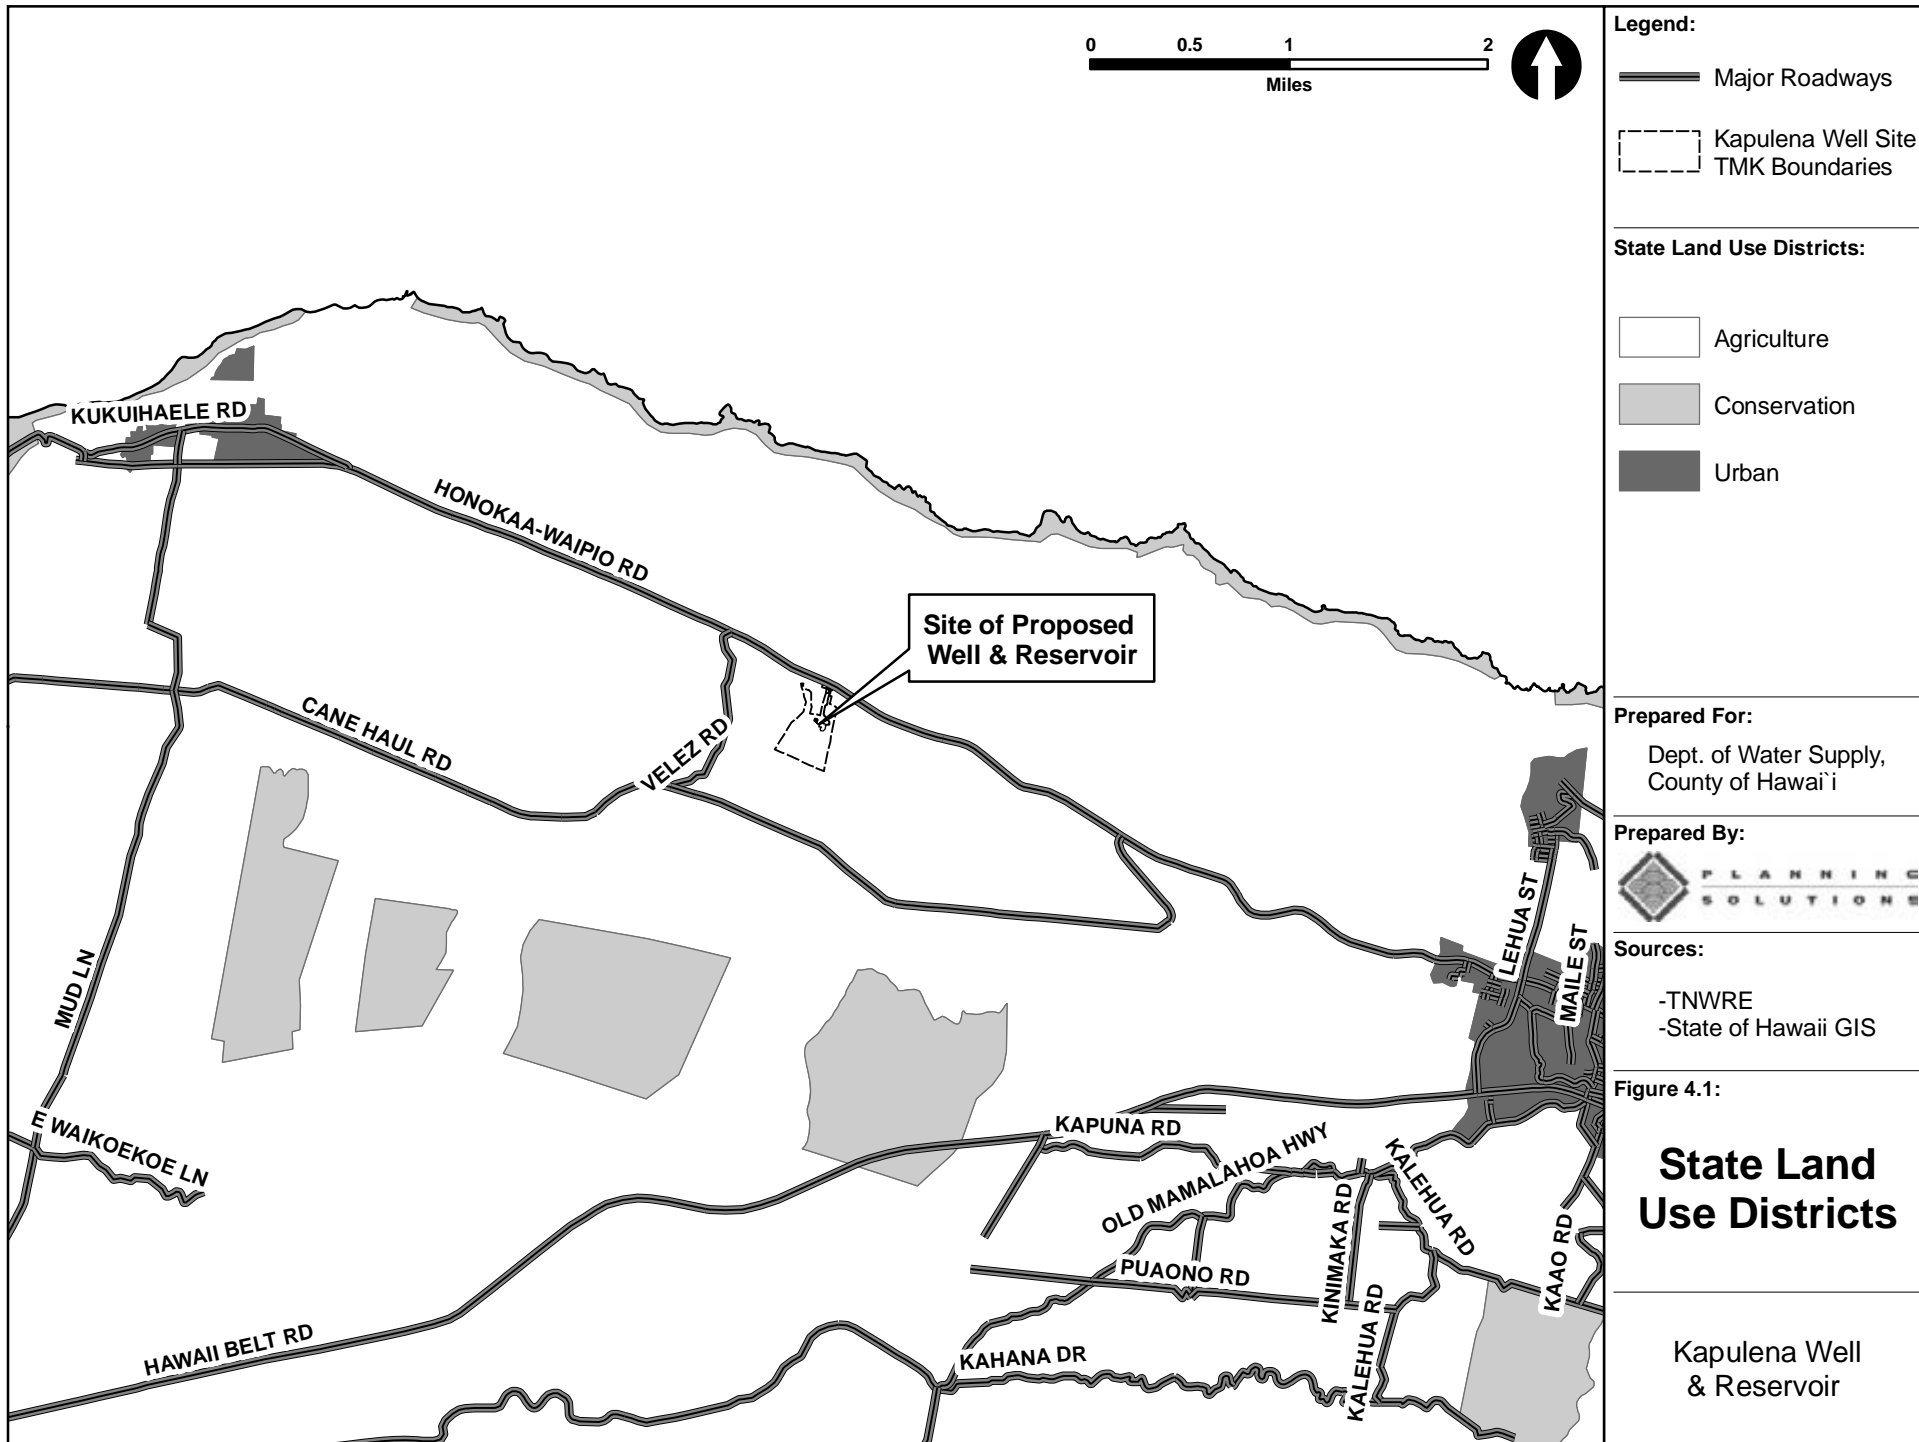 0 0.5 1 2
Miles
KUKUIHAELE RD
HONOKAA-WAIPIO RD
Site of Proposed
Well & Reservoir
CANE HAUL RD
VELEZ RD
MUD LN
E WAIKOEKOE LN
LEHUA ST
MAILE ST
KAPUNA RD
OLD MAMALAHOA HWY
KALEHUA RD
KINIMAKA RD
KAAO RD
PUAONO RD
KALEHUA RD
HAWAII BELT RD
KAHANA DR
Legend:
Major Roadways
Kapulena Well Site
TMK Boundaries
State Land Use Districts:
Agriculture
Conservation
Urban
Prepared For:
Dept. of Water Supply,
County of Hawai`i
Prepared By:
PLANNING
SOLUTIONS
Sources:
-TNWRE
-State of Hawaii GIS
Figure 4.1:
State Land
Use Districts
Kapulena Well
& Reservoir